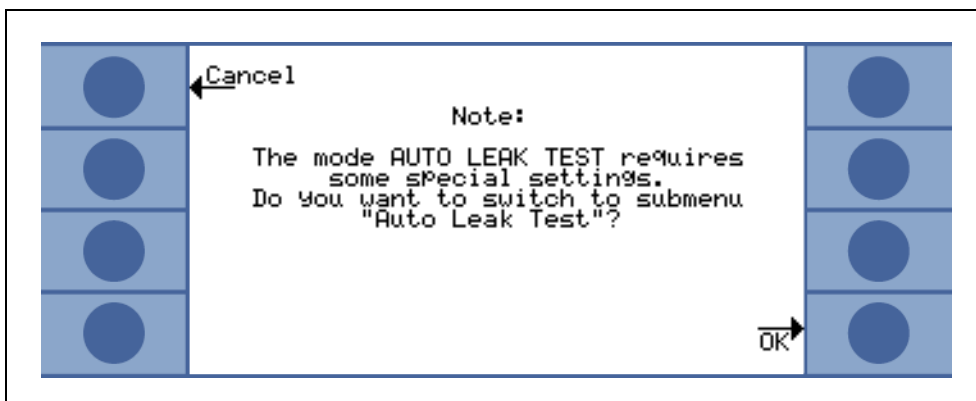 Cancel
Note:
The mode AUTO LEAK TEST requires
some special settings.
Do you want to switch to submenu
"Auto Leak Test"?
OK